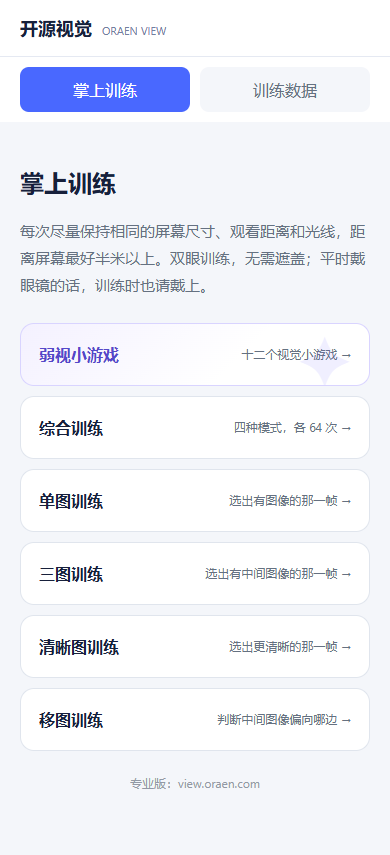 开源视觉 ORAEN VIEW
掌上训练 训练数据
掌上训练
每次尽量保持相同的屏幕尺寸、观看距离和光线，距
离屏幕最好半米以上。双眼训练，无需遮盖；平时戴
眼镜的话，训练时也请戴上。
弱视小游戏 十二个视觉小游戏 →
综合训练 四种模式，各 64 次 →
单图训练 选出有图像的那一帧 →
三图训练 选出有中间图像的那一帧 →
清晰图训练 选出更清晰的那一帧 →
移图训练 判断中间图像偏向哪边 →
专业版：view.oraen.com